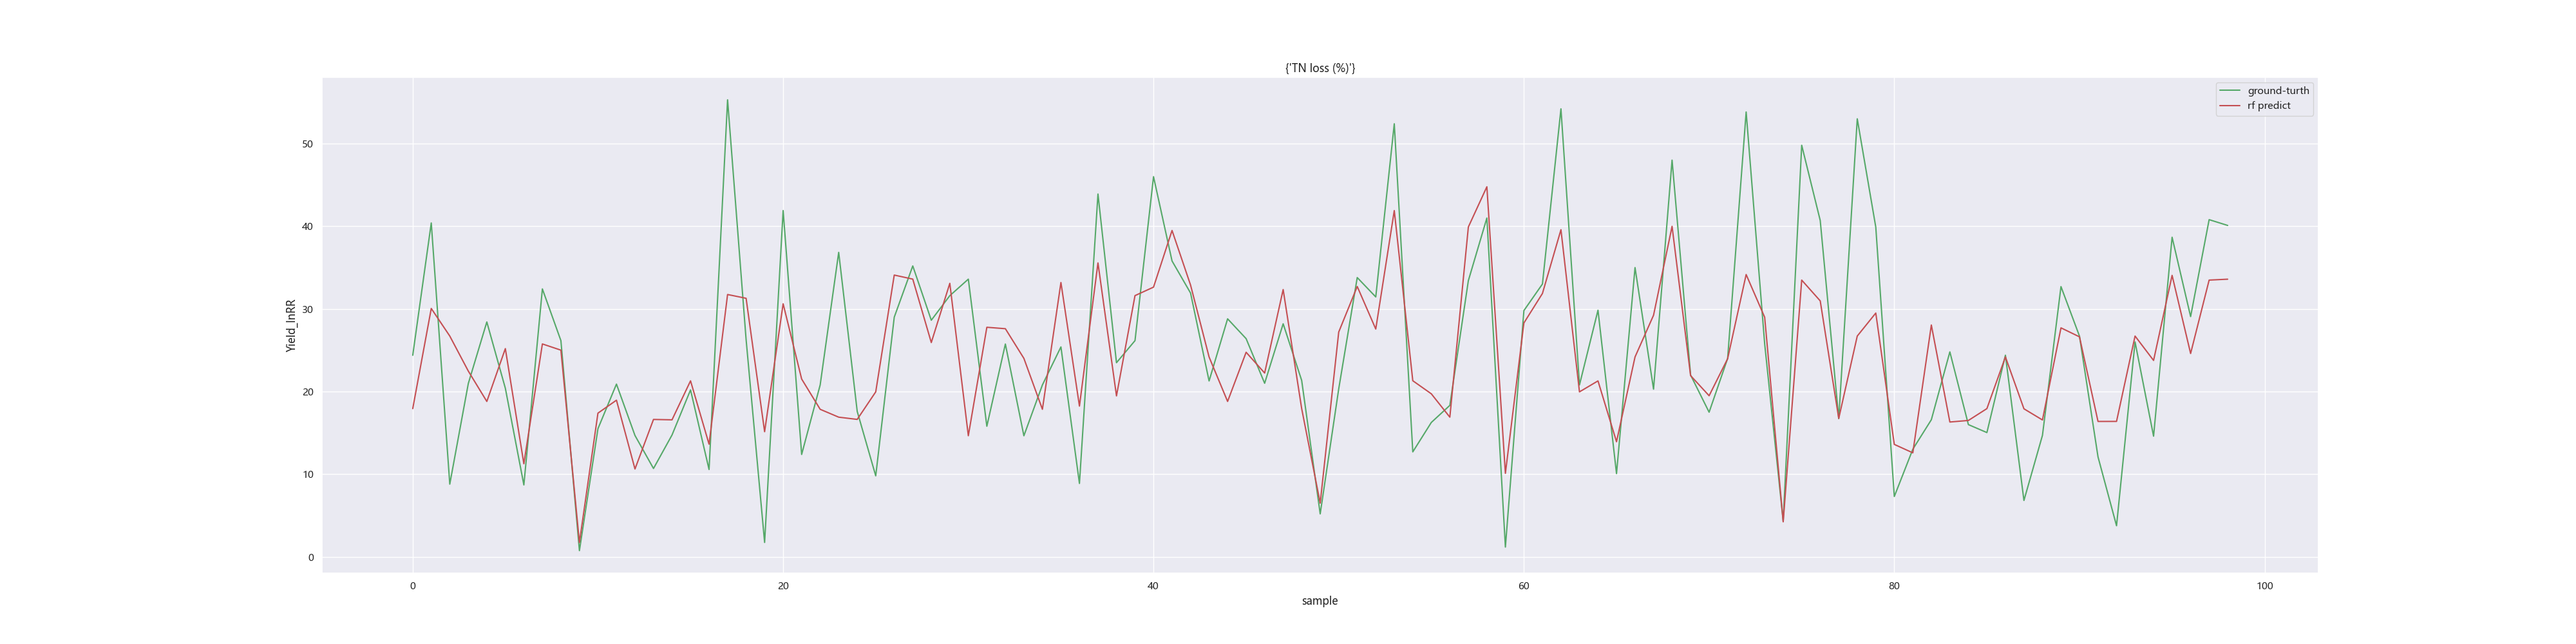 {'TN loss (%)'}
ground-turth
rf predict
50
40
30
20
10
0
Yield_lnRR
0 20 40 60 80 100
sample